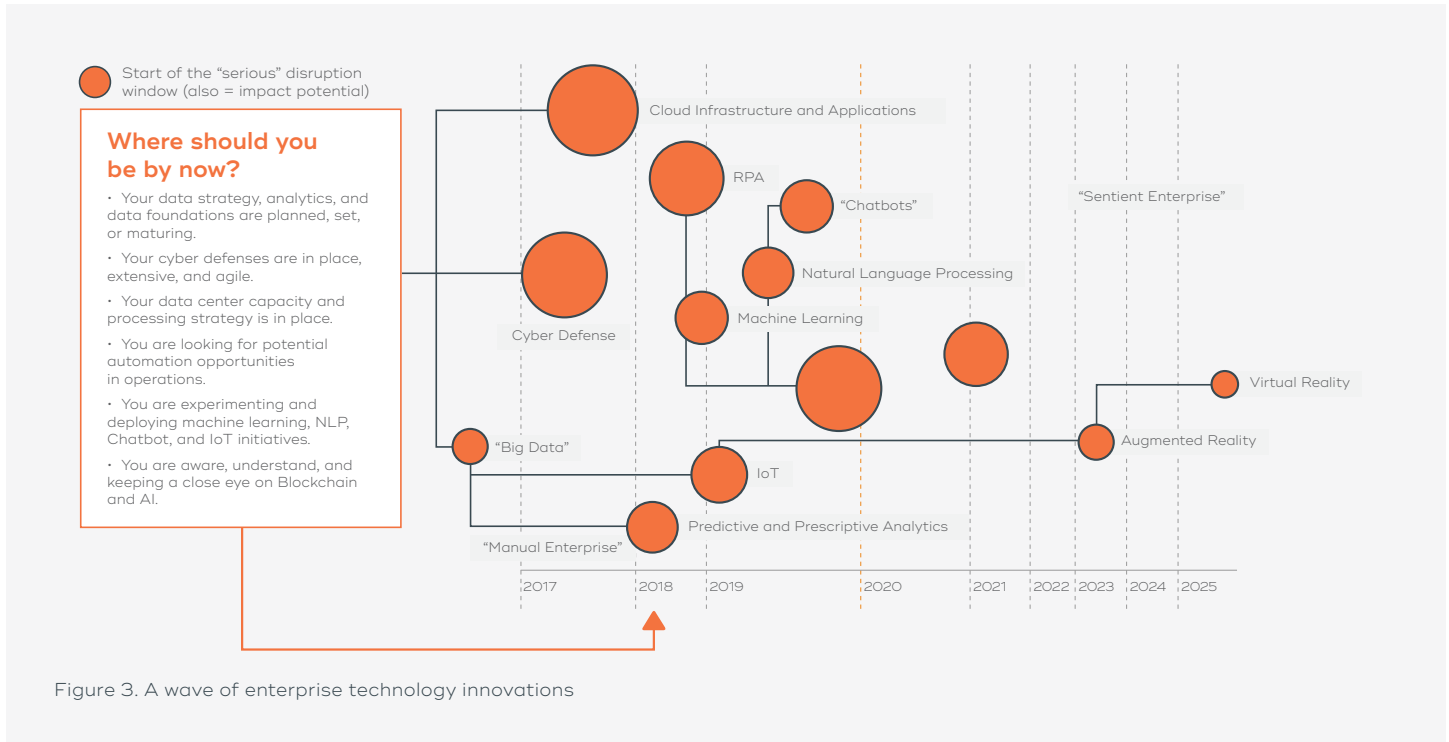 Start of the “serious” disruption
window (also = impact potential)
Where should you
be by now?
• Your data strategy, analytics, and
data foundations are planned, set,
or maturing.
• Your cyber defenses are in place,
extensive, and agile.
• Your data center capacity and
processing strategy is in place.
• You are looking for potential
automation opportunities
in operations.
• You are experimenting and
deploying machine learning, NLP,
Chatbot, and IoT initiatives.
• You are aware, understand, and
keeping a close eye on Blockchain
and AI.
Cloud Infrastructure and Applications
RPA
“Chatbots”
“Sentient Enterprise”
Natural Language Processing
Machine Learning
Cyber Defense
Virtual Reality
Augmented Reality
“Big Data”
IoT
Predictive and Prescriptive Analytics
“Manual Enterprise”
2017 2018 2019 2020 2021 2022 2023 2024 2025
Figure 3. A wave of enterprise technology innovations